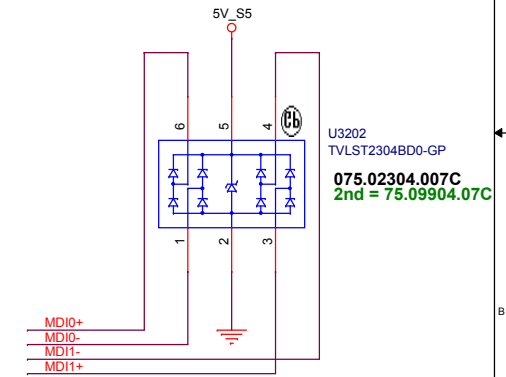 5V_S5
6
5
4
Pb
U3202
TVLST2304BD0-GP
075.02304.007C
2nd = 75.09904.07C
1
2
3
B
MDI0+
MDI0-
MDI1-
MDI1+